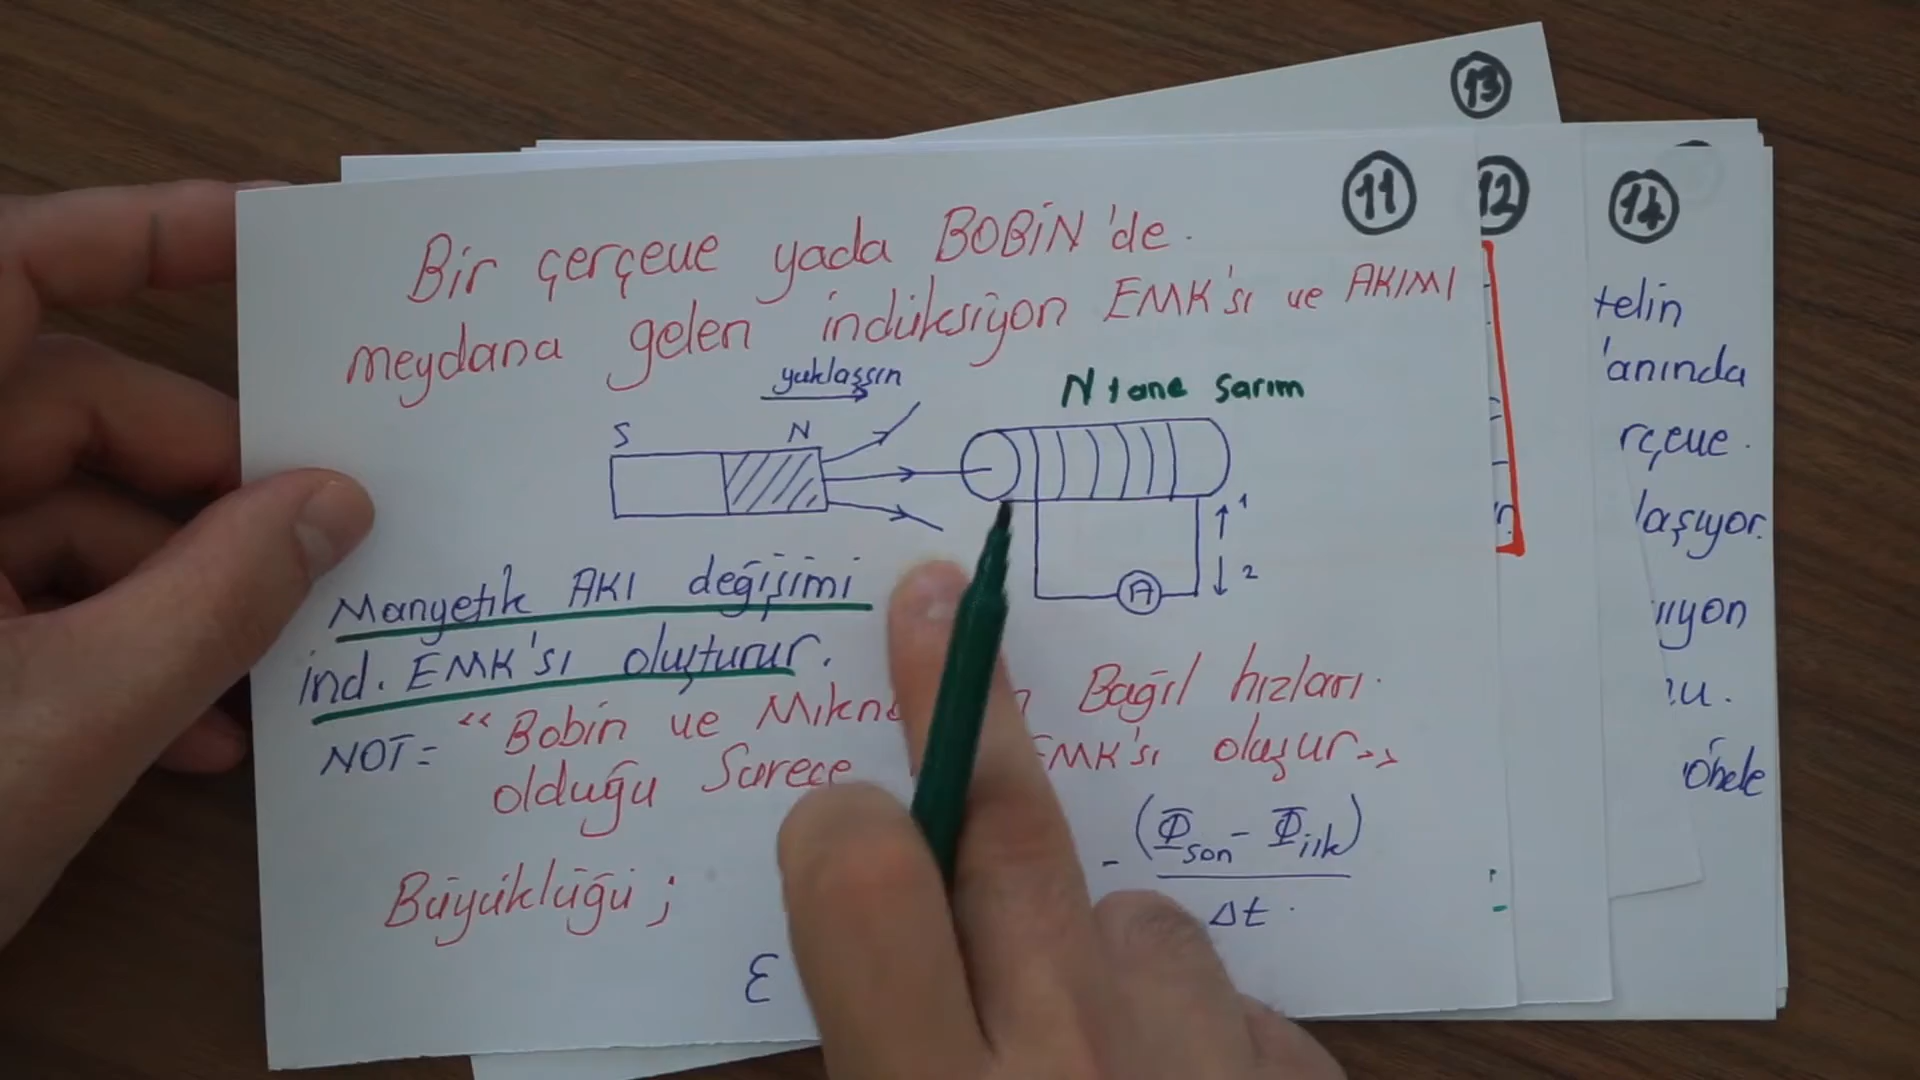 13
11
12
14
Bir çerçeve yada BOBİN'de.
meydana gelen indüksiyon EMK'sı ve AKIMI
yaklaşsın
N tane sarım
S N
1
2
A
Manyetik AKI değişimi
ind. EMK'sı oluşturur.
NOT= "Bobin ve Bağıl hızları.
olduğu Sürece EMK'sı oluşur"
Büyüklüğü;
- (Φson - Φilk)
Δt
ε
telin
'anında
rçeve.
laşıyor.